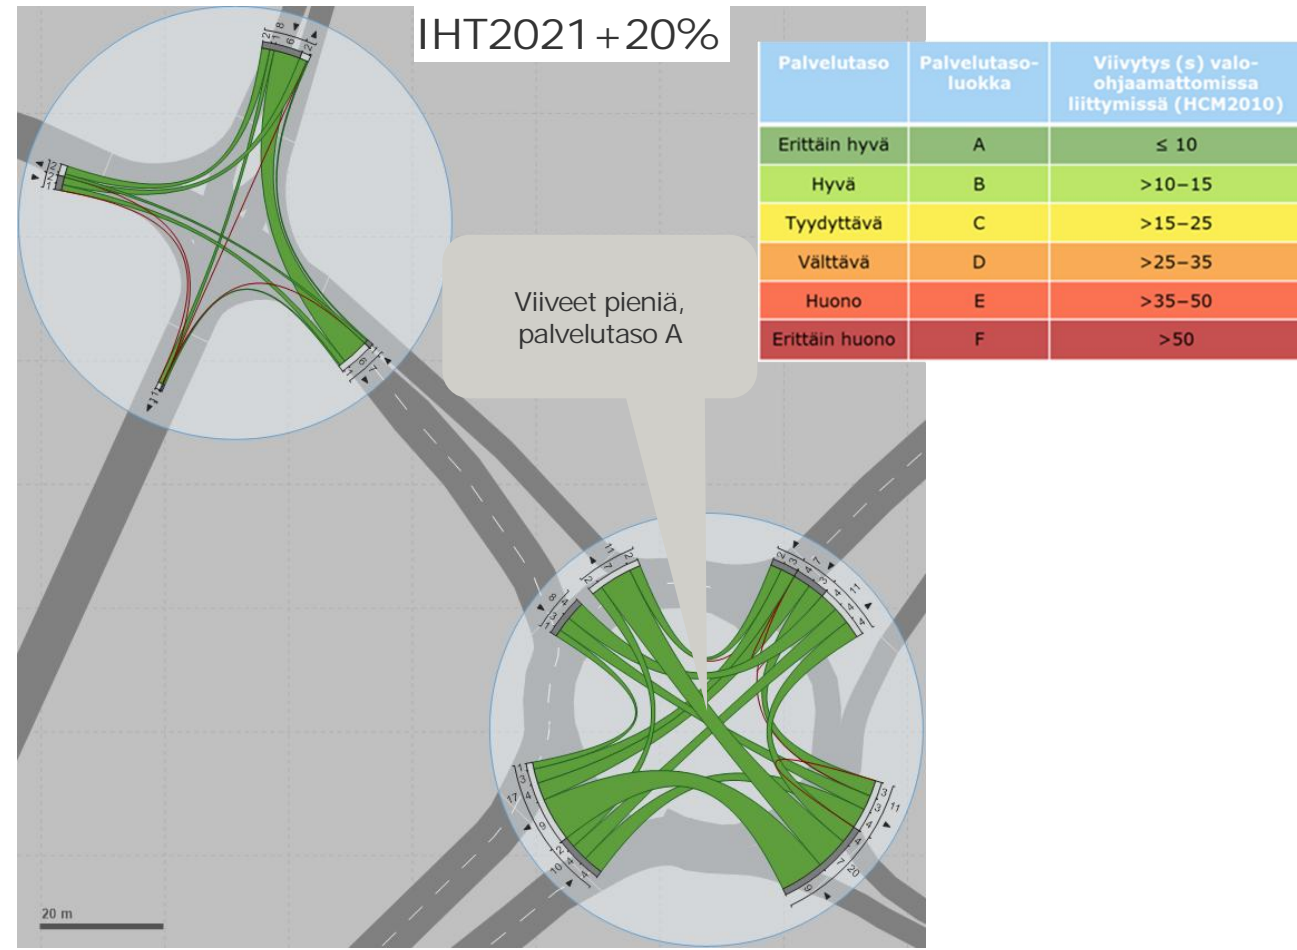 IHT2021+20%
Palvelutaso
Palvelutaso-
luokka
Viivytys (s) valo-
ohjaamattomissa
liittymissä (HCM2010)
Erittäin hyvä A ≤ 10
Hyvä B >10−15
Tyydyttävä C >15−25
Välttävä D >25−35
Huono E >35−50
Erittäin huono F >50
Viiveet pieniä,
palvelutaso A
20 m